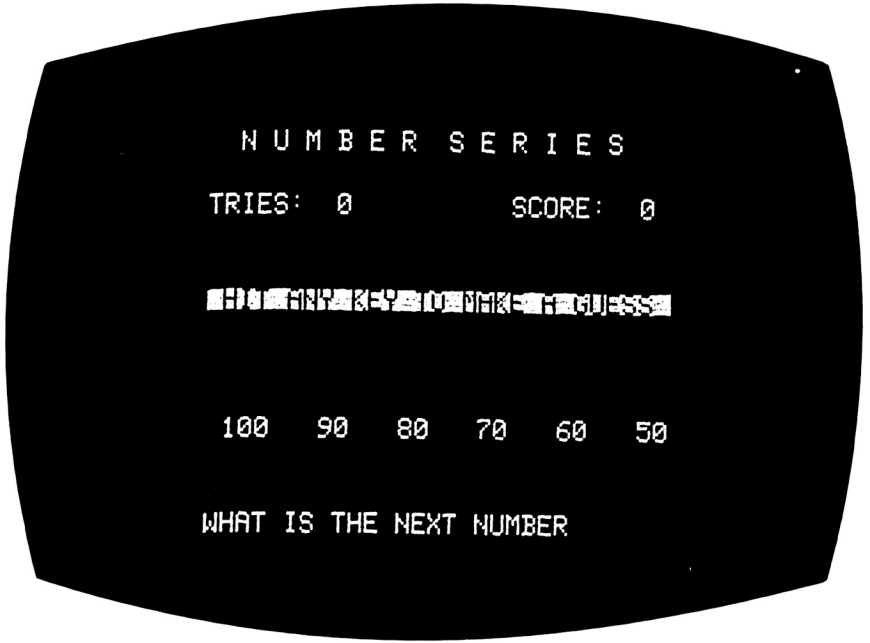 NUMBER SERIES
TRIES: 0 SCORE: 0
HIT ANY KEY TO MAKE A GUESS
100 90 80 70 60 50
WHAT IS THE NEXT NUMBER